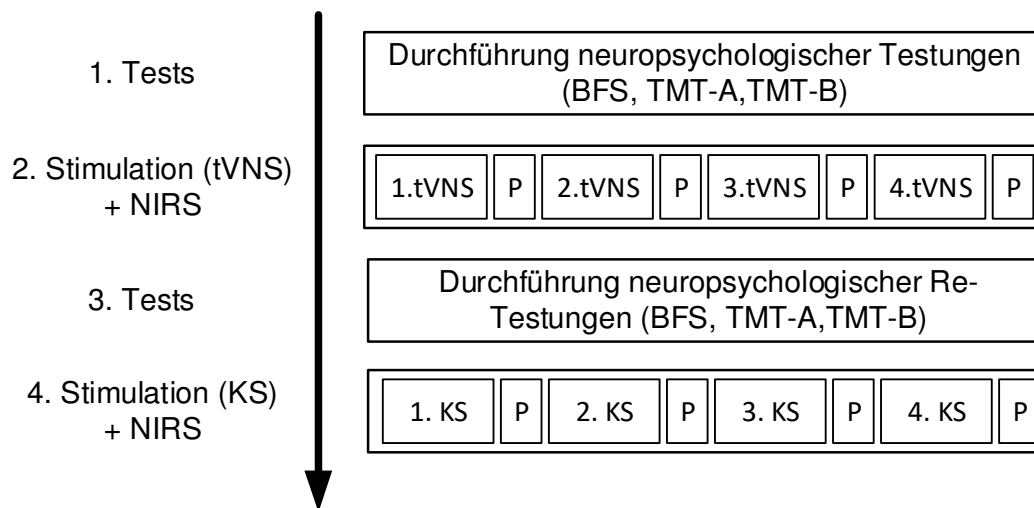 1. Tests
Durchführung neuropsychologischer Testungen
(BFS, TMT-A,TMT-B)
2. Stimulation (tVNS)
+ NIRS
1.tVNS P 2.tVNS P 3.tVNS P 4.tVNS P
3. Tests
Durchführung neuropsychologischer Re-
Testungen (BFS, TMT-A,TMT-B)
4. Stimulation (KS)
+ NIRS
1. KS P 2. KS P 3. KS P 4. KS P